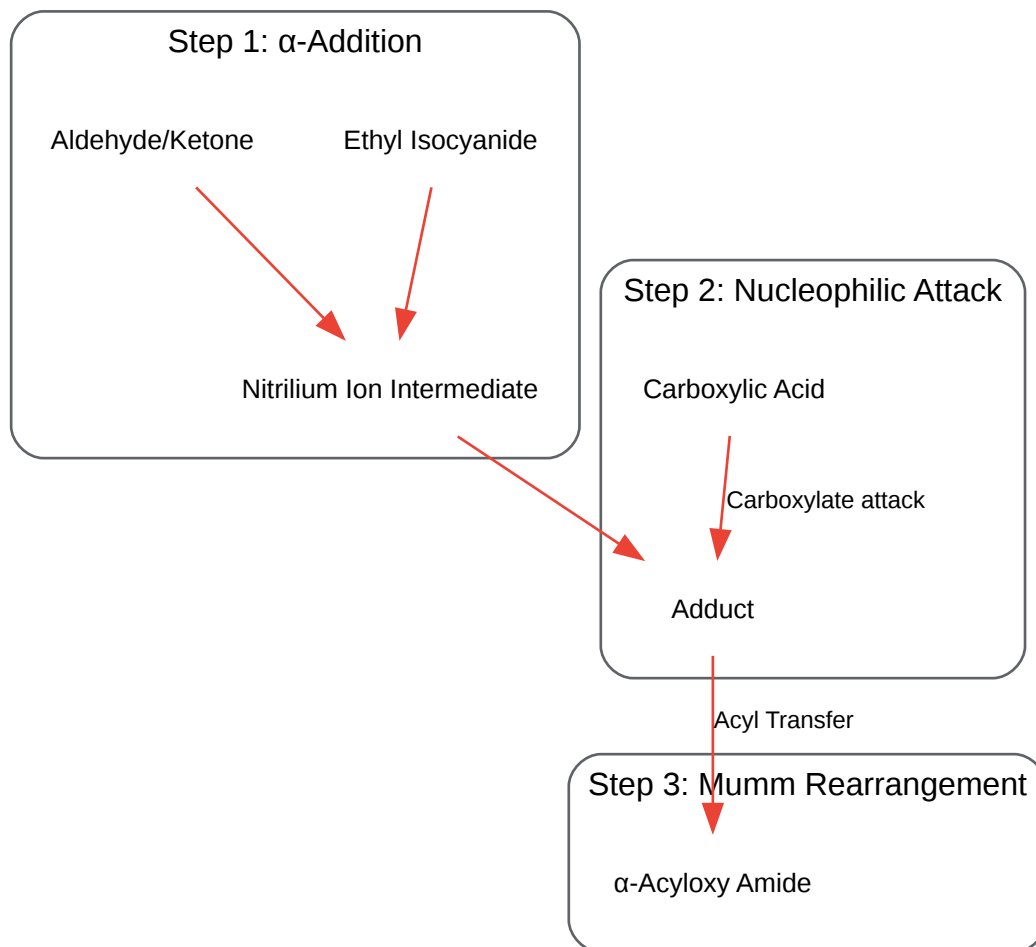 Step 1: α-Addition
Aldehyde/Ketone
Ethyl Isocyanide
Nitrilium Ion Intermediate
Step 2: Nucleophilic Attack
Carboxylic Acid
Carboxylate attack
Adduct
Acyl Transfer
Step 3: Mumm Rearrangement
α-Acyloxy Amide